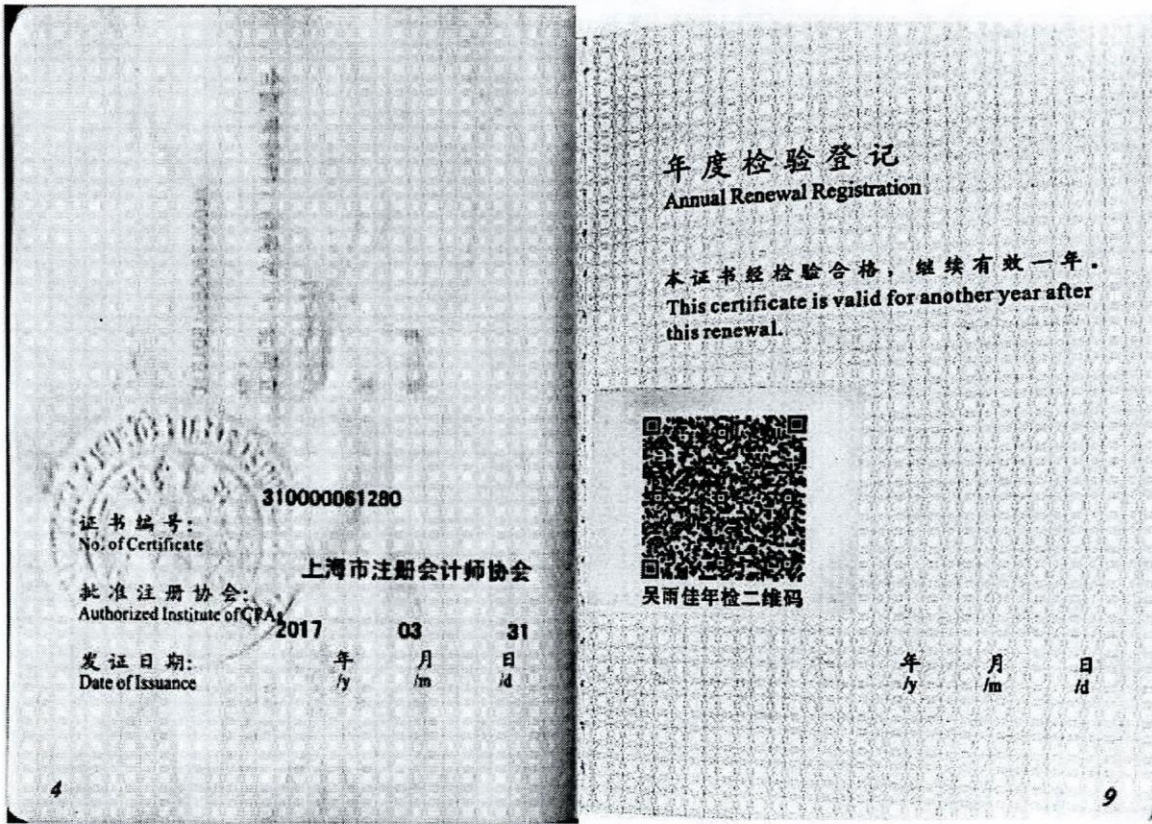 310000061280
证书编号:
No. of Certificate
上海市注册会计师协会
批准注册协会:
Authorized Institute of CPAs
2017 03 31
发证日期: 年 月 日
Date of Issuance /y /m /d
4
年度检验登记
Annual Renewal Registration
本证书经检验合格，继续有效一年。
This certificate is valid for another year after
this renewal.
吴雨佳年检二维码
年 月 日
/y /m /d
9